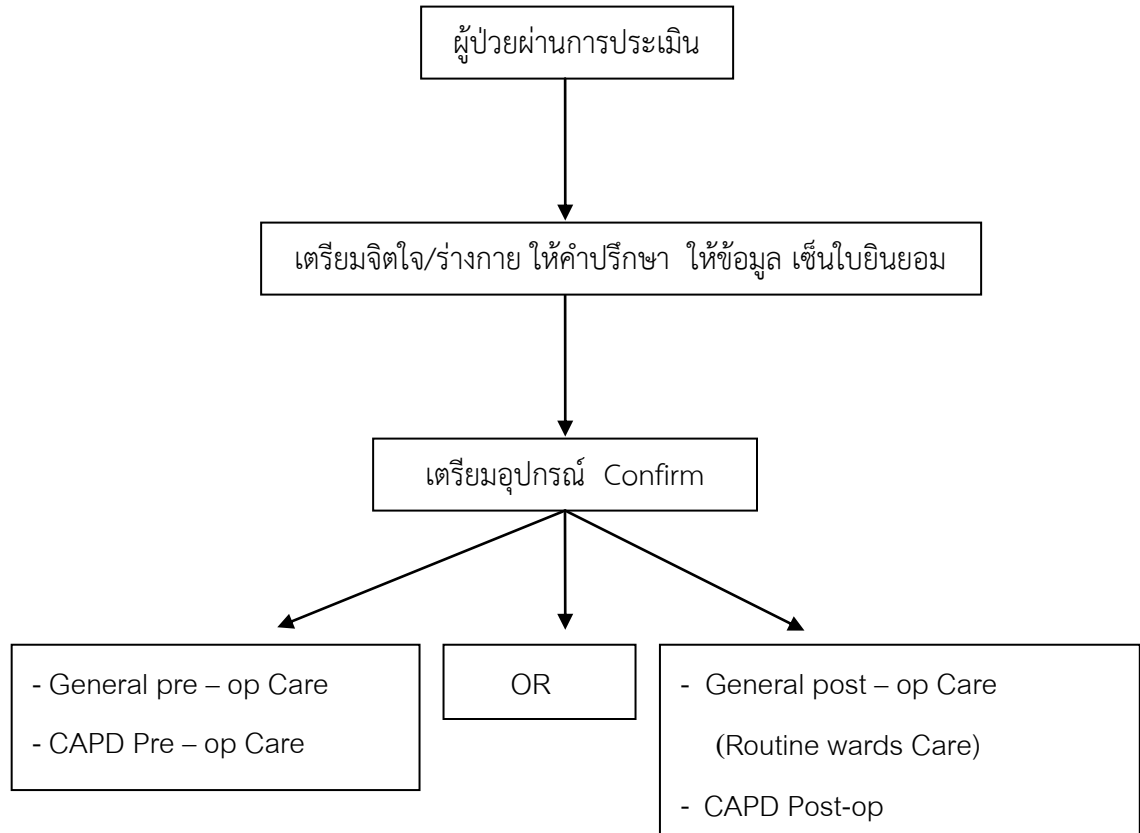 ผู้ป่วยผ่านการประเมิน
เตรียมจิตใจ/ร่างกาย ให้คำปรึกษา ให้ข้อมูล เซ็นใบยินยอม
เตรียมอุปกรณ์ Confirm
- General pre – op Care
- CAPD Pre – op Care
OR
- General post – op Care
(Routine wards Care)
- CAPD Post-op